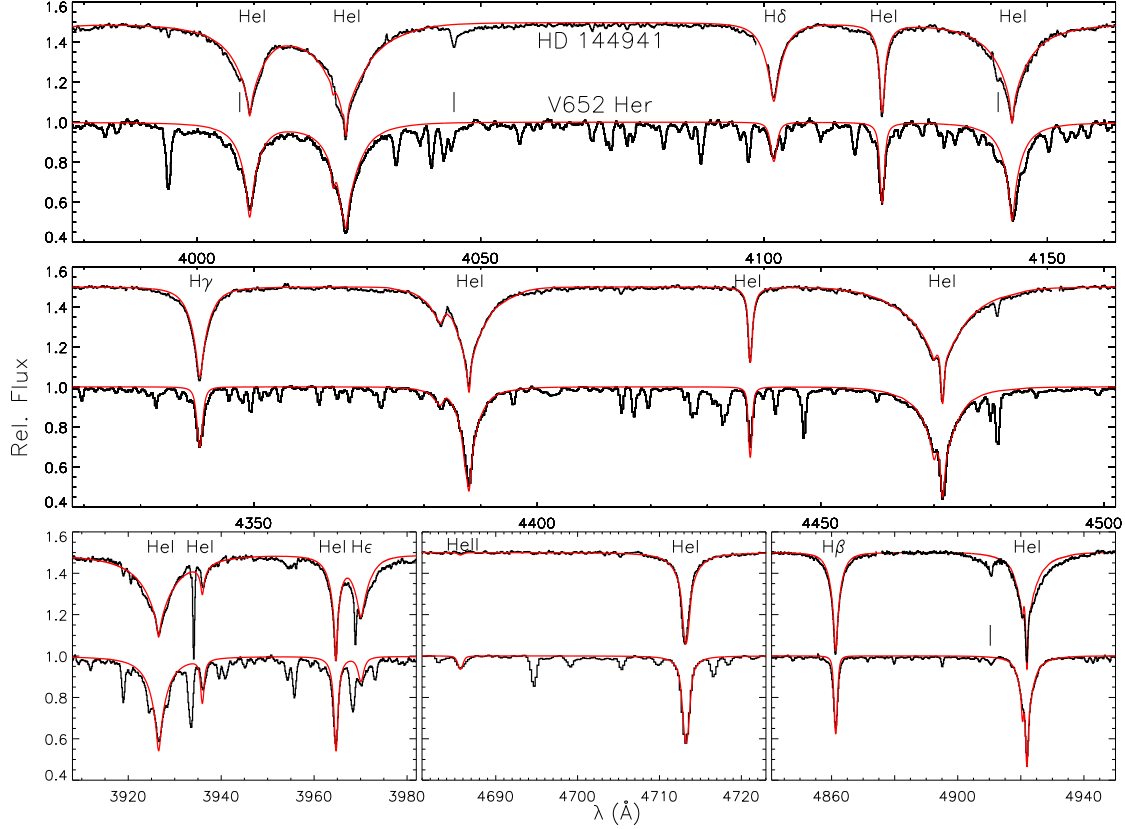 HeI HeI Hδ HeI HeI
1.6
HD 144941
1.4
1.2
V652 Her
1.0
0.8
0.6
0.4
4000 4050 4100 4150
Hγ HeI HeI HeI
1.6
1.4
1.2
1.0
0.8
0.6
0.4
4350 4400 4450 4500
Rel. Flux
HeI HeI HeI Hϵ HeII HeI Hβ HeI
1.6
1.4
1.2
1.0
0.8
0.6
0.4
3920 3940 3960 3980 4690 4700 4710 4720 4860 4880 4900 4920 4940
λ (Å)